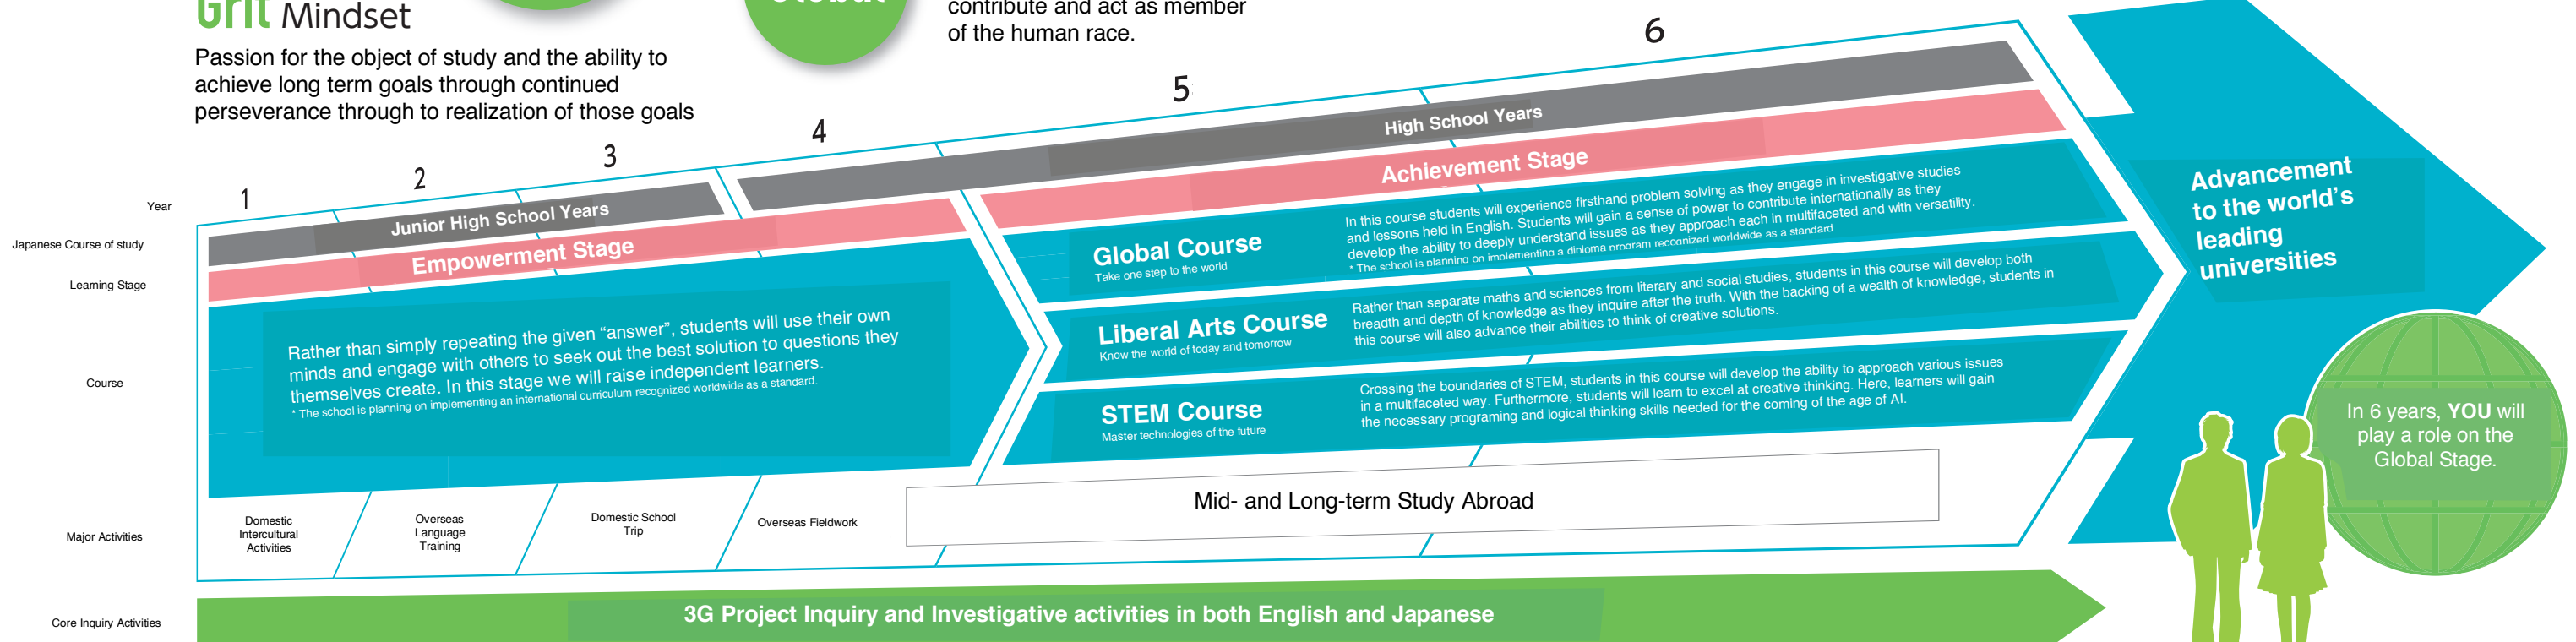 Grit Mindset
Passion for the object of study and the ability to
achieve long term goals through continued
perseverance through to realization of those goals
Global
contribute and act as member
of the human race.
Year
1
2
3
4
5
6
Japanese Course of study
Junior High School Years
High School Years
Learning Stage
Empowerment Stage
Achievement Stage
Course
Rather than simply repeating the given “answer”, students will use their own
minds and engage with others to seek out the best solution to questions they
themselves create. In this stage we will raise independent learners.
* The school is planning on implementing an international curriculum recognized worldwide as a standard.
Global Course
Take one step to the world
In this course students will experience firsthand problem solving as they engage in investigative studies
and lessons held in English. Students will gain a sense of power to contribute internationally as they
develop the ability to deeply understand issues as they approach each in multifaceted and with versatility.
* The school is planning on implementing a diploma program recognized worldwide as a standard
Liberal Arts Course
Know the world of today and tomorrow
Rather than separate maths and sciences from literary and social studies, students in this course will develop both
breadth and depth of knowledge as they inquire after the truth. With the backing of a wealth of knowledge, students in
this course will also advance their abilities to think of creative solutions.
STEM Course
Master technologies of the future
Crossing the boundaries of STEM, students in this course will develop the ability to approach various issues
in a multifaceted way. Furthermore, students will learn to excel at creative thinking. Here, learners will gain
the necessary programing and logical thinking skills needed for the coming of the age of AI.
Advancement
to the world’s
leading
universities
Major Activities
Domestic
Intercultural
Activities
Overseas
Language
Training
Domestic School
Trip
Overseas Fieldwork
Mid- and Long-term Study Abroad
In 6 years, YOU will
play a role on the
Global Stage.
Core Inquiry Activities
3G Project Inquiry and Investigative activities in both English and Japanese